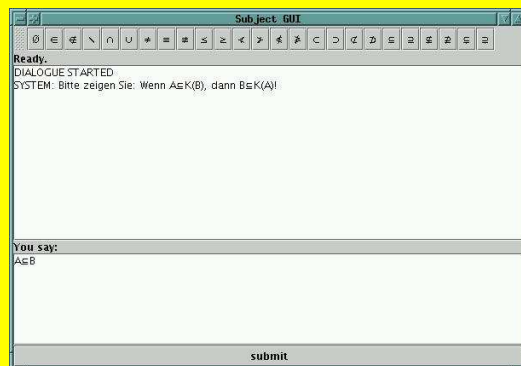 Subject GUI
∅ ∈ ∉ \ ∩ ∪ ≠ ≡ ≢ ≤ ≥ ≮ ≯ ≰ ≱ ⊂ ⊃ ⊄ ⊅ ⊆ ⊇ ⊈ ⊉ ⊊ ⊋
Ready.
DIALOGUE STARTED
SYSTEM: Bitte zeigen Sie: Wenn A⊆K(B), dann B⊆K(A)!
You say:
A⊆B
submit